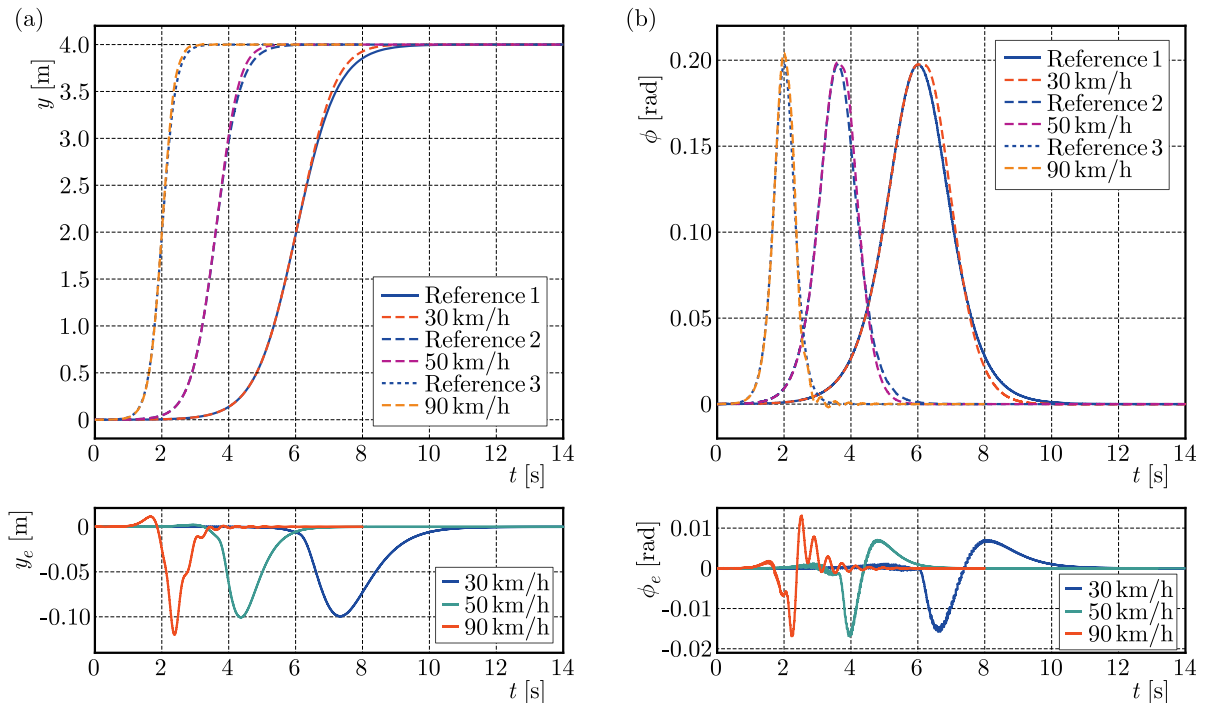 (a)
y [m]
4.0
3.5
3.0
2.5
2.0
1.5
1.0
0.5
0
Reference 1
30 km/h
Reference 2
50 km/h
Reference 3
90 km/h
0 2 4 6 8 10 12 14
t [s]
y_e [m]
0
-0.05
-0.10
30 km/h
50 km/h
90 km/h
0 2 4 6 8 10 12 14
t [s]
(b)
ϕ [rad]
0.20
0.15
0.10
0.05
0
Reference 1
30 km/h
Reference 2
50 km/h
Reference 3
90 km/h
0 2 4 6 8 10 12 14
t [s]
ϕ_e [rad]
0.01
0
-0.01
-0.02
30 km/h
50 km/h
90 km/h
0 2 4 6 8 10 12 14
t [s]